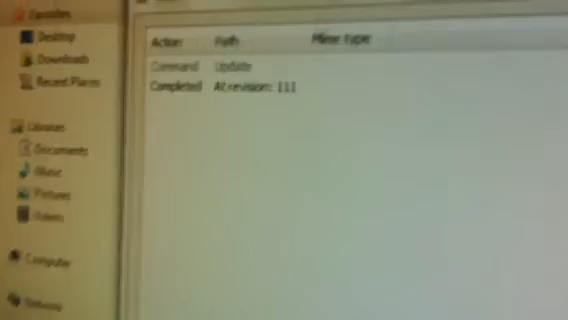 Favorites
Desktop
Downloads
Recent Places
Libraries
Documents
Music
Pictures
Videos
Computer
Network
Action Path Mime type
Command Update
Completed At revision: 111